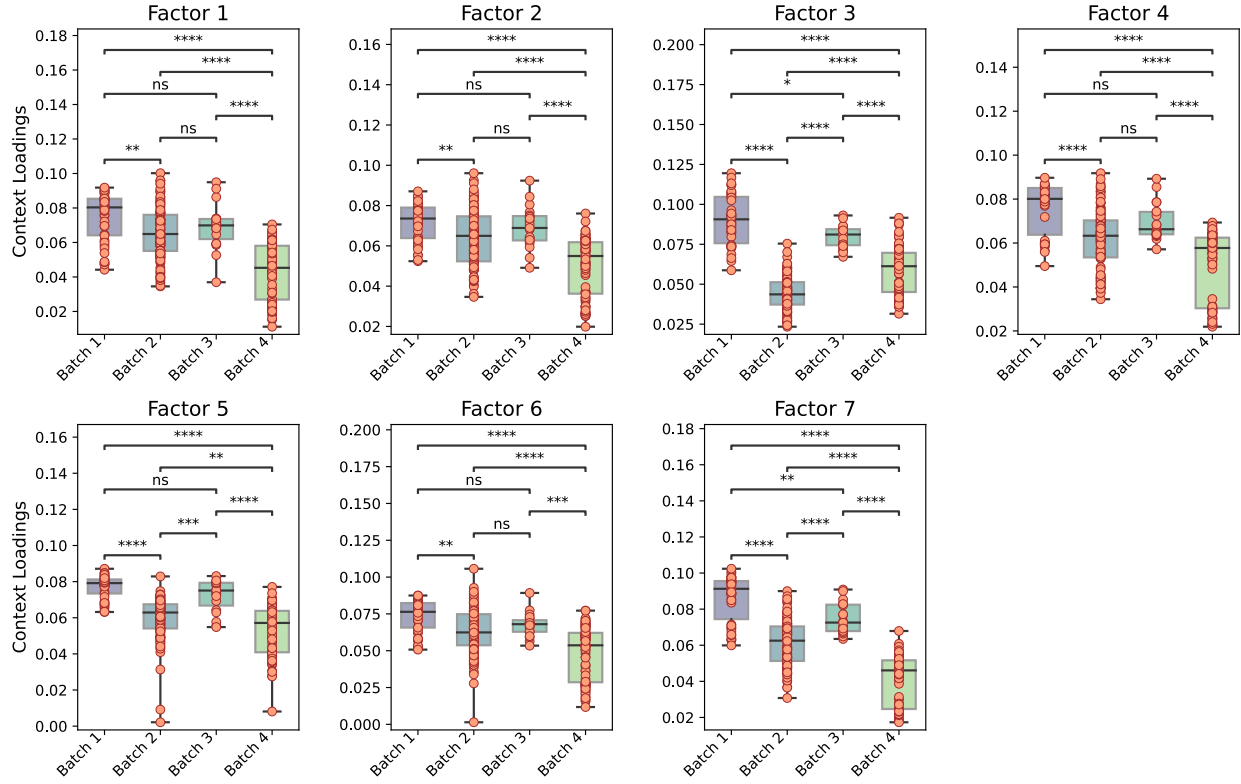 Factor 1
Context Loadings
0.18
0.16
0.14
0.12
0.10
0.08
0.06
0.04
0.02
****
****
ns
****
ns
**
Batch 1
Batch 2
Batch 3
Batch 4
Factor 2
0.16
0.14
0.12
0.10
0.08
0.06
0.04
0.02
****
****
ns
****
ns
**
Batch 1
Batch 2
Batch 3
Batch 4
Factor 3
0.200
0.175
0.150
0.125
0.100
0.075
0.050
0.025
****
****
*
****
****
****
Batch 1
Batch 2
Batch 3
Batch 4
Factor 4
0.14
0.12
0.10
0.08
0.06
0.04
0.02
****
****
ns
****
ns
****
Batch 1
Batch 2
Batch 3
Batch 4
Factor 5
Context Loadings
0.16
0.14
0.12
0.10
0.08
0.06
0.04
0.02
0.00
****
**
ns
****
***
****
Batch 1
Batch 2
Batch 3
Batch 4
Factor 6
0.200
0.175
0.150
0.125
0.100
0.075
0.050
0.025
0.000
****
****
ns
***
ns
**
Batch 1
Batch 2
Batch 3
Batch 4
Factor 7
0.18
0.16
0.14
0.12
0.10
0.08
0.06
0.04
0.02
****
****
**
****
****
****
Batch 1
Batch 2
Batch 3
Batch 4